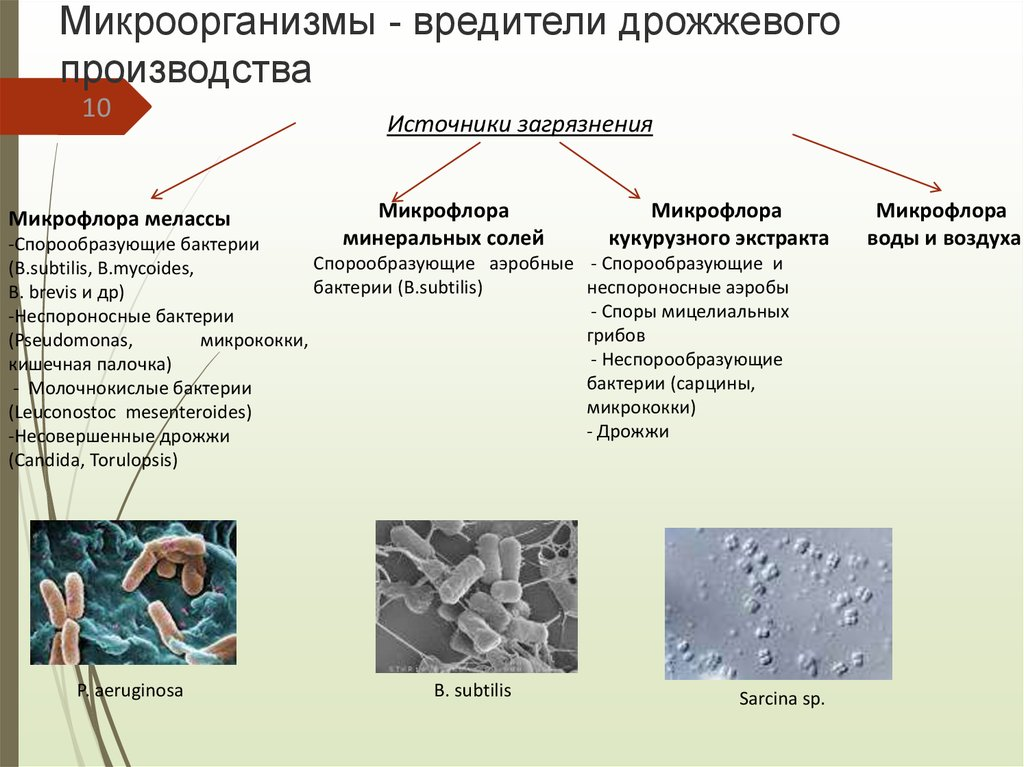 Микроорганизмы - вредители дрожжевого
производства
10
Источники загрязнения
Микрофлора мелассы
-Спорообразующие бактерии
(B.subtilis, B.mycoides,
B. brevis и др)
-Неспороносные бактерии
(Pseudomonas, микрококки,
кишечная палочка)
- Молочнокислые бактерии
(Leuconostoc mesenteroides)
-Несовершенные дрожжи
(Candida, Torulopsis)
Микрофлора
минеральных солей
Спорообразующие аэробные
бактерии (B.subtilis)
Микрофлора
кукурузного экстракта
- Спорообразующие и
неспороносные аэробы
- Споры мицелиальных
грибов
- Неспорообразующие
бактерии (сарцины,
микрококки)
- Дрожжи
Микрофлора
воды и воздуха
P. aeruginosa
B. subtilis
Sarcina sp.